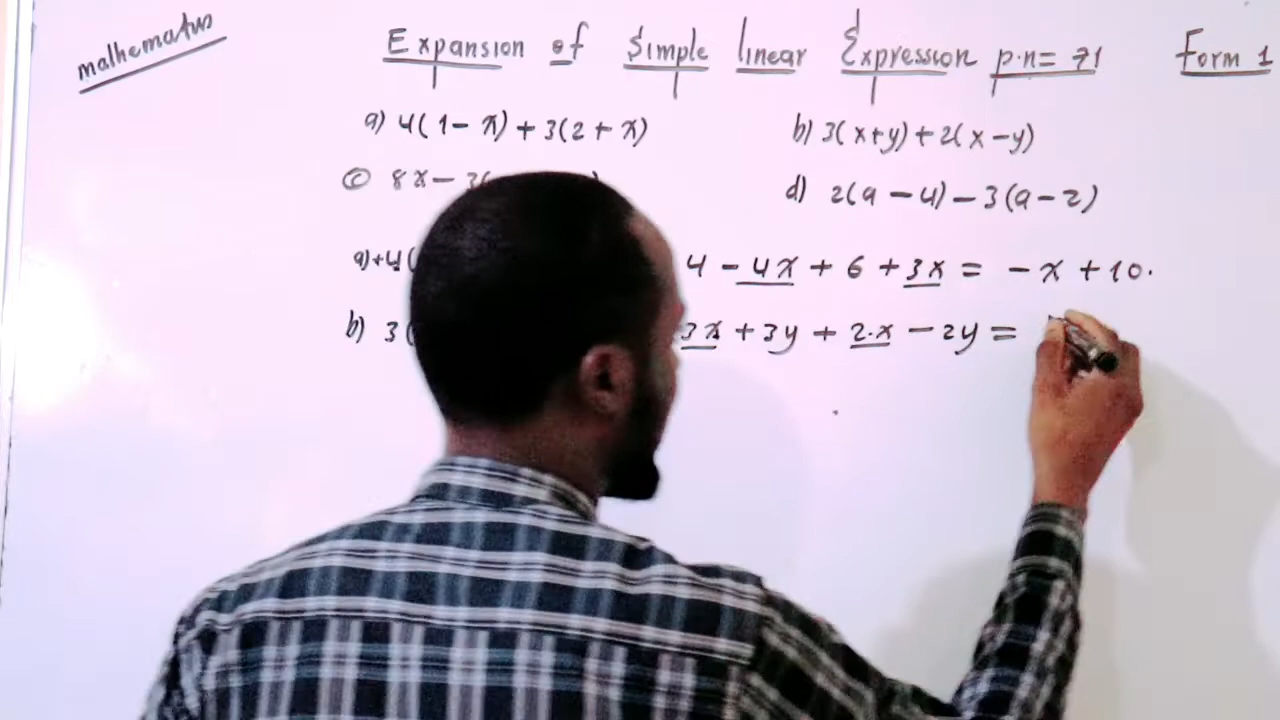 mathematics
Expansion of Simple linear Expression p.n= 71 Form 1
a) 4( 1 - x) + 3(2 + x) b) 3( x+y) + 2( x - y)
c 8x - 3( ) d) 2(a - 4) - 3(a - 2)
a) +4( 4 - 4x + 6 + 3x = - x + 10.
b) 3( 3x + 3y + 2.x - 2y =